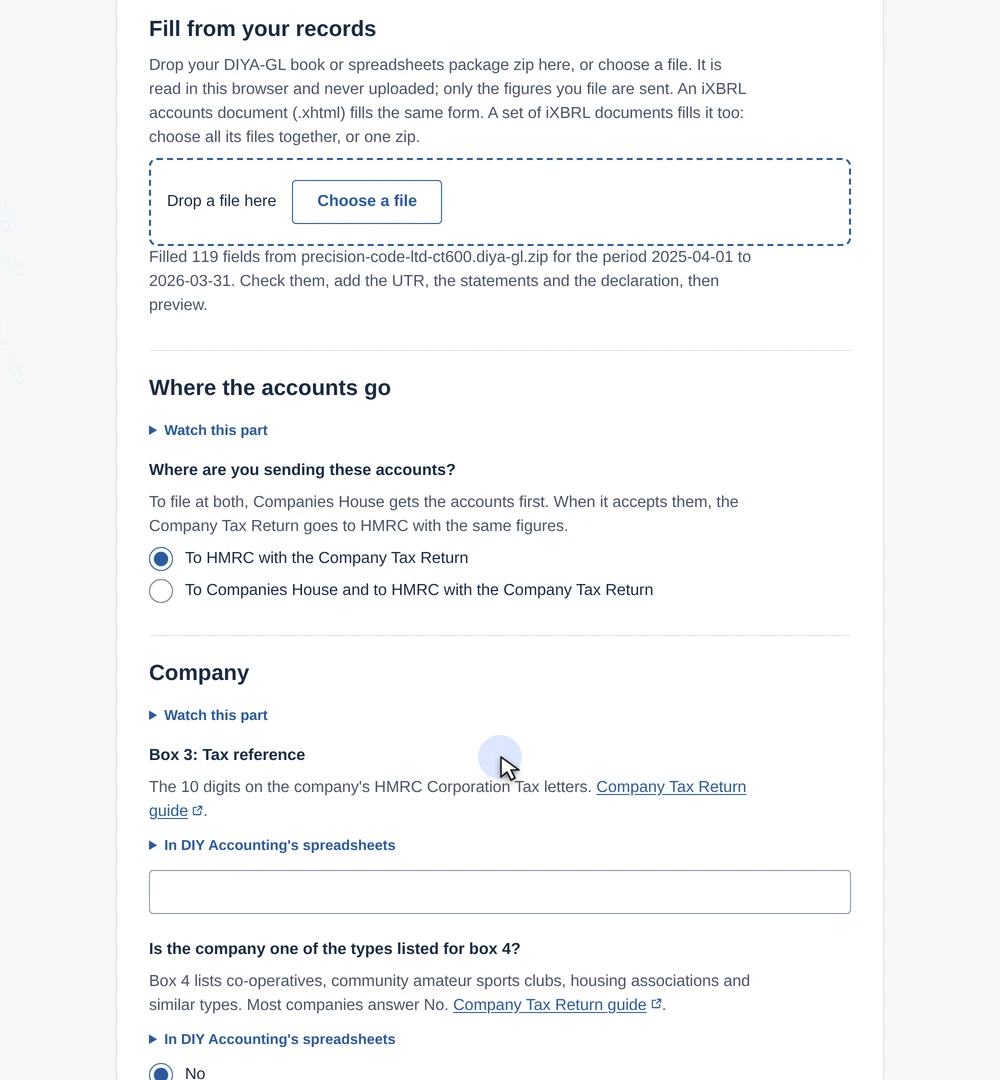 Fill from your records
Drop your DIYA-GL book or spreadsheets package zip here, or choose a file. It is
read in this browser and never uploaded; only the figures you file are sent. An iXBRL
accounts document (.xhtml) fills the same form. A set of iXBRL documents fills it too:
choose all its files together, or one zip.
Drop a file here
Choose a file
Filled 119 fields from precision-code-ltd-ct600.diya-gl.zip for the period 2025-04-01 to
2026-03-31. Check them, add the UTR, the statements and the declaration, then
preview.
Where the accounts go
Watch this part
Where are you sending these accounts?
To file at both, Companies House gets the accounts first. When it accepts them, the
Company Tax Return goes to HMRC with the same figures.
To HMRC with the Company Tax Return
To Companies House and to HMRC with the Company Tax Return
Company
Watch this part
Box 3: Tax reference
The 10 digits on the company's HMRC Corporation Tax letters. Company Tax Return
guide.
In DIY Accounting's spreadsheets
Is the company one of the types listed for box 4?
Box 4 lists co-operatives, community amateur sports clubs, housing associations and
similar types. Most companies answer No. Company Tax Return guide.
In DIY Accounting's spreadsheets
No